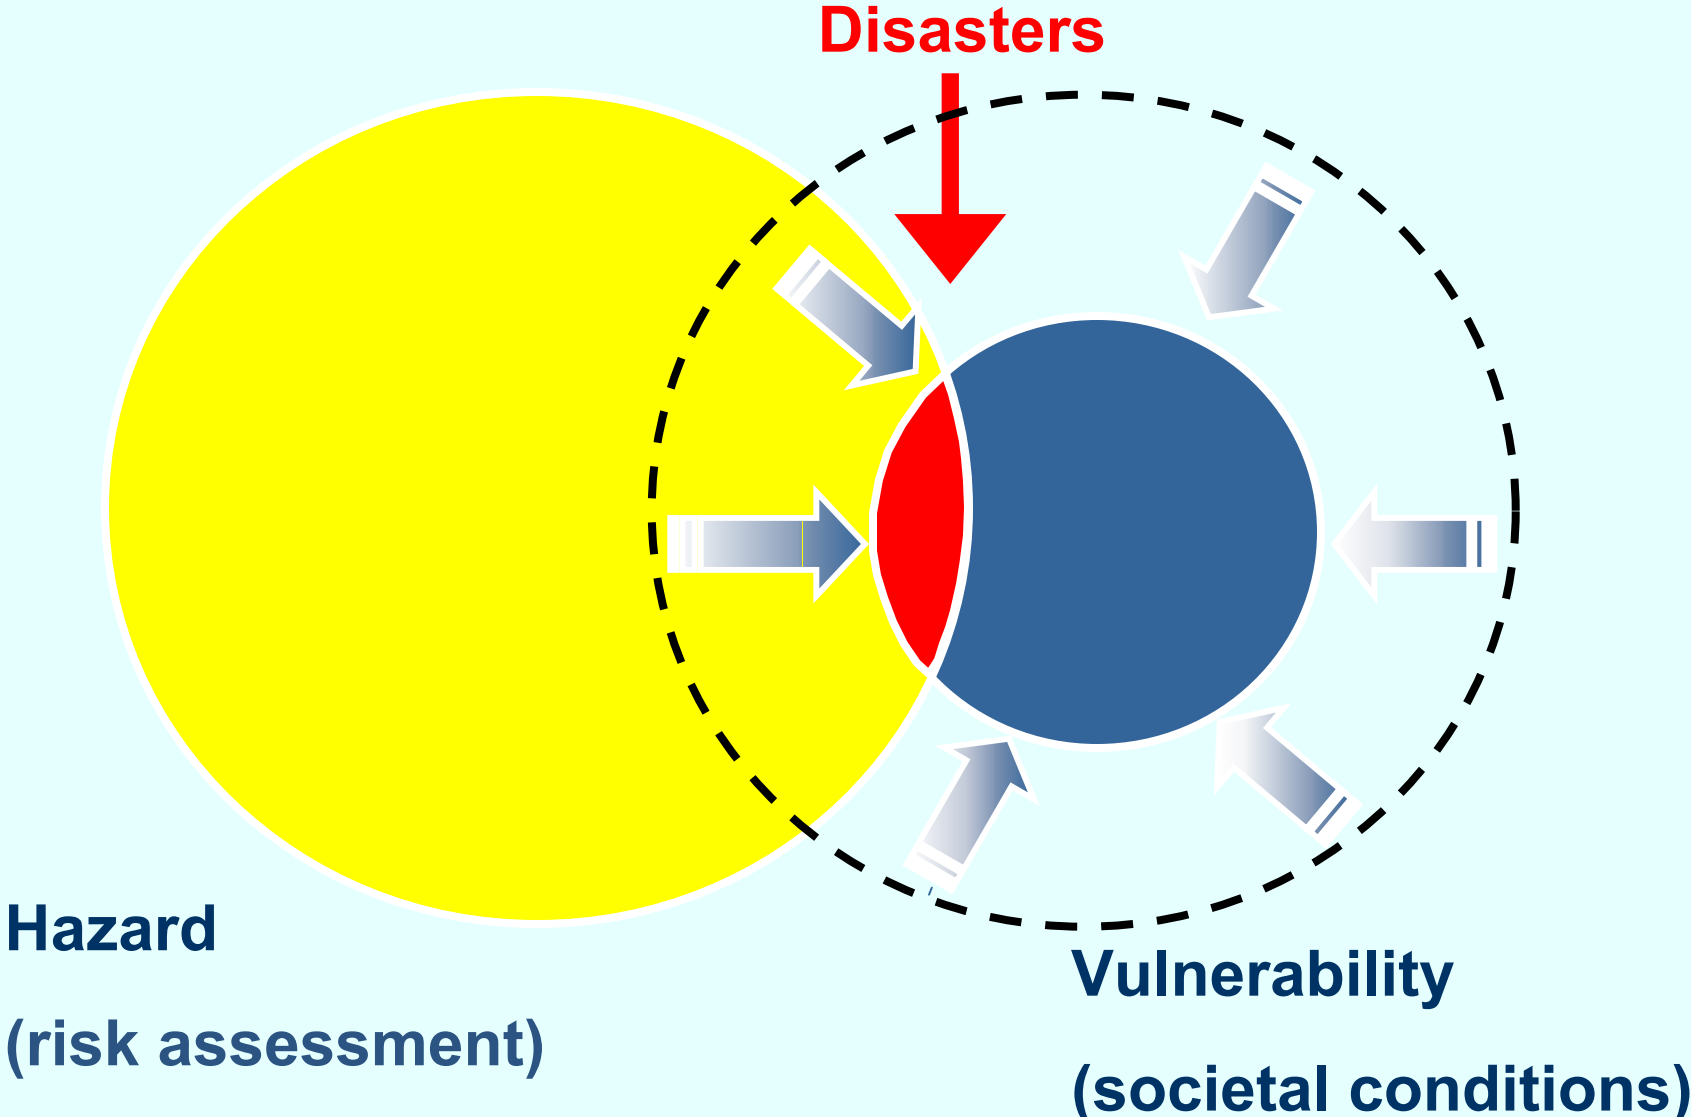 Disasters
Hazard
(risk assessment)
Vulnerability
(societal conditions)